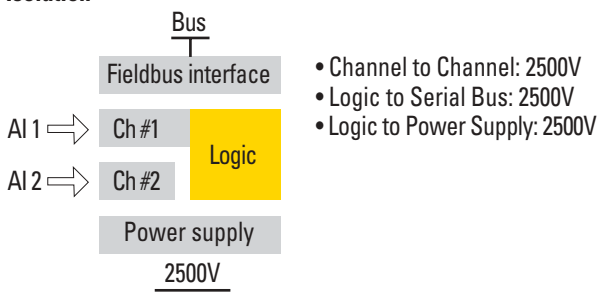 Bus
Fieldbus interface
• Channel to Channel: 2500V
• Logic to Serial Bus: 2500V
• Logic to Power Supply: 2500V
AI 1
Ch #1
Logic
AI 2
Ch #2
Power supply
2500V